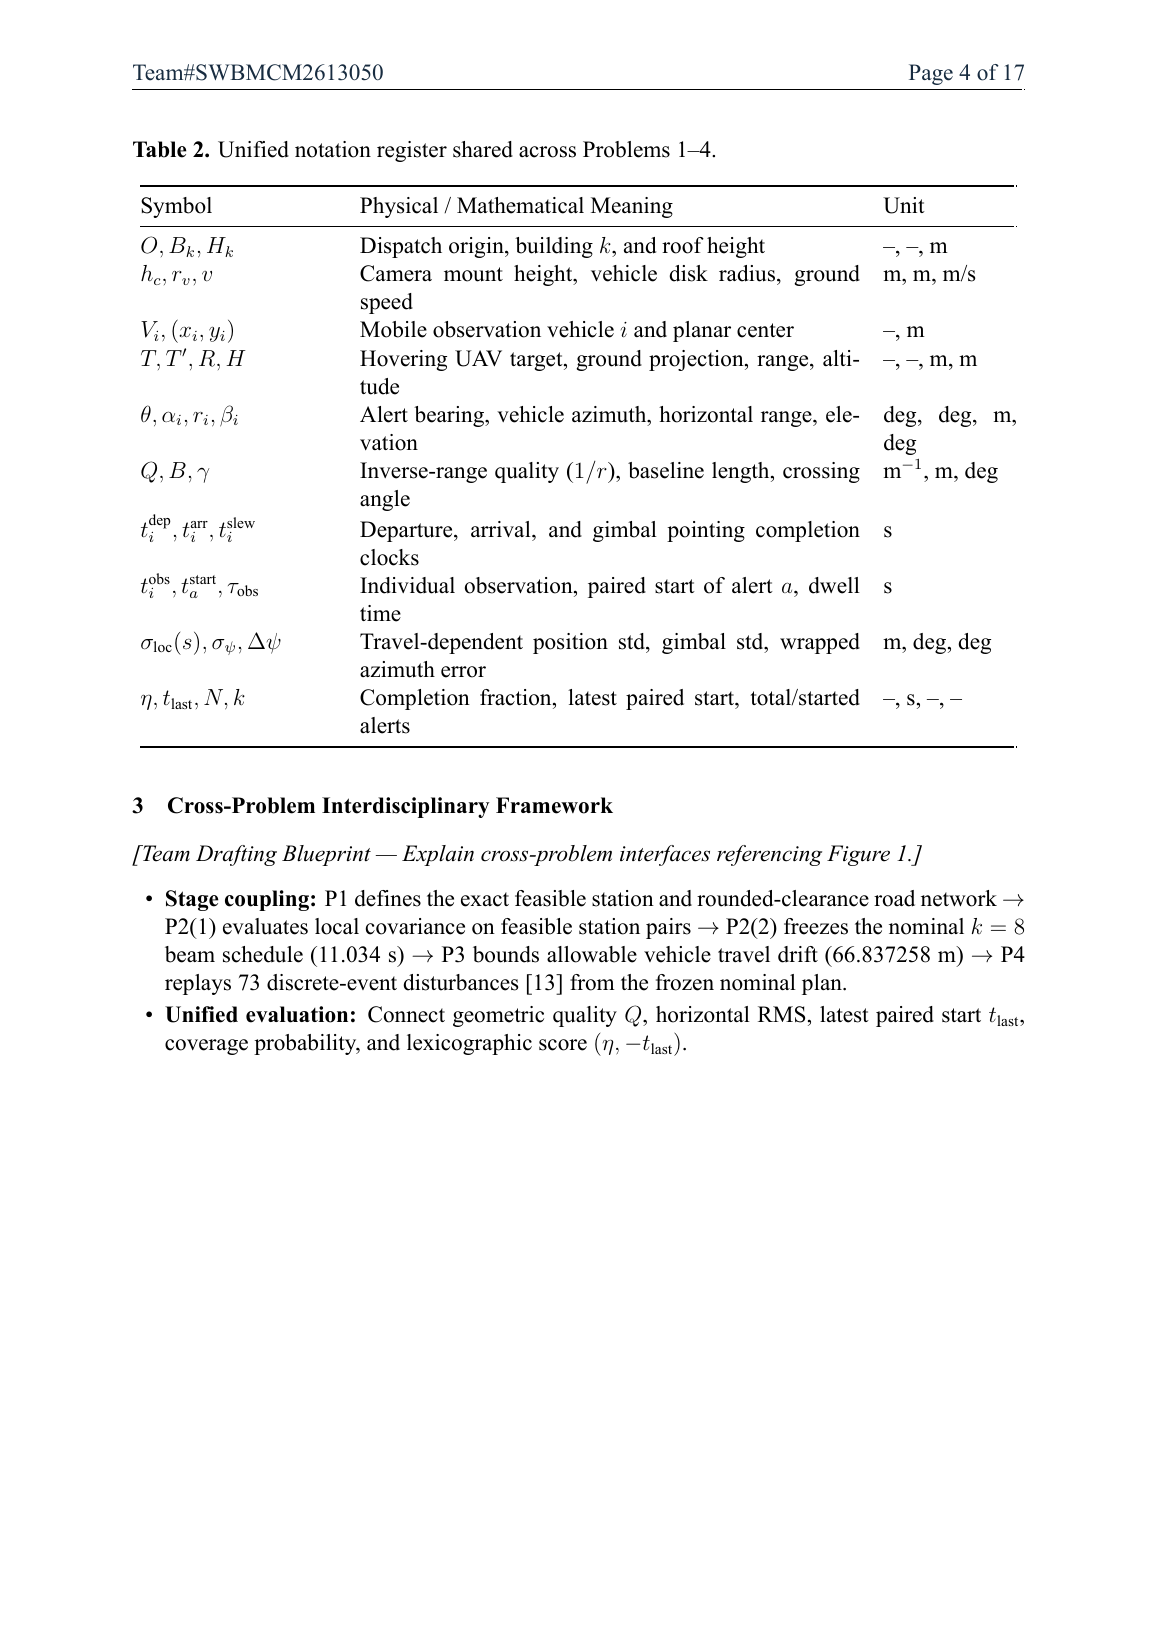 Team#SWBMCM2613050 Page 4 of 17
Table 2. Unified notation register shared across Problems 1–4.
Symbol Physical / Mathematical Meaning Unit
O, B_k, H_k Dispatch origin, building k, and roof height –, –, m
h_c, r_v, v Camera mount height, vehicle disk radius, ground m, m, m/s
speed
V_i, (x_i, y_i) Mobile observation vehicle i and planar center –, m
T, T′, R, H Hovering UAV target, ground projection, range, alti- –, –, m, m
tude
θ, α_i, r_i, β_i Alert bearing, vehicle azimuth, horizontal range, ele- deg, deg, m,
vation deg
Q, B, γ Inverse-range quality (1/r), baseline length, crossing m⁻¹, m, deg
angle
t_i^dep, t_i^arr, t_i^slew Departure, arrival, and gimbal pointing completion s
clocks
t_i^obs, t_a^start, τ_obs Individual observation, paired start of alert a, dwell s
time
σ_loc(s), σ_ψ, Δψ Travel-dependent position std, gimbal std, wrapped m, deg, deg
azimuth error
η, t_last, N, k Completion fraction, latest paired start, total/started –, s, –, –
alerts
3 Cross-Problem Interdisciplinary Framework
[Team Drafting Blueprint — Explain cross-problem interfaces referencing Figure 1.]
• Stage coupling: P1 defines the exact feasible station and rounded-clearance road network →
P2(1) evaluates local covariance on feasible station pairs → P2(2) freezes the nominal k = 8
beam schedule (11.034 s) → P3 bounds allowable vehicle travel drift (66.837258 m) → P4
replays 73 discrete-event disturbances [13] from the frozen nominal plan.
• Unified evaluation: Connect geometric quality Q, horizontal RMS, latest paired start t_last,
coverage probability, and lexicographic score (η, −t_last).